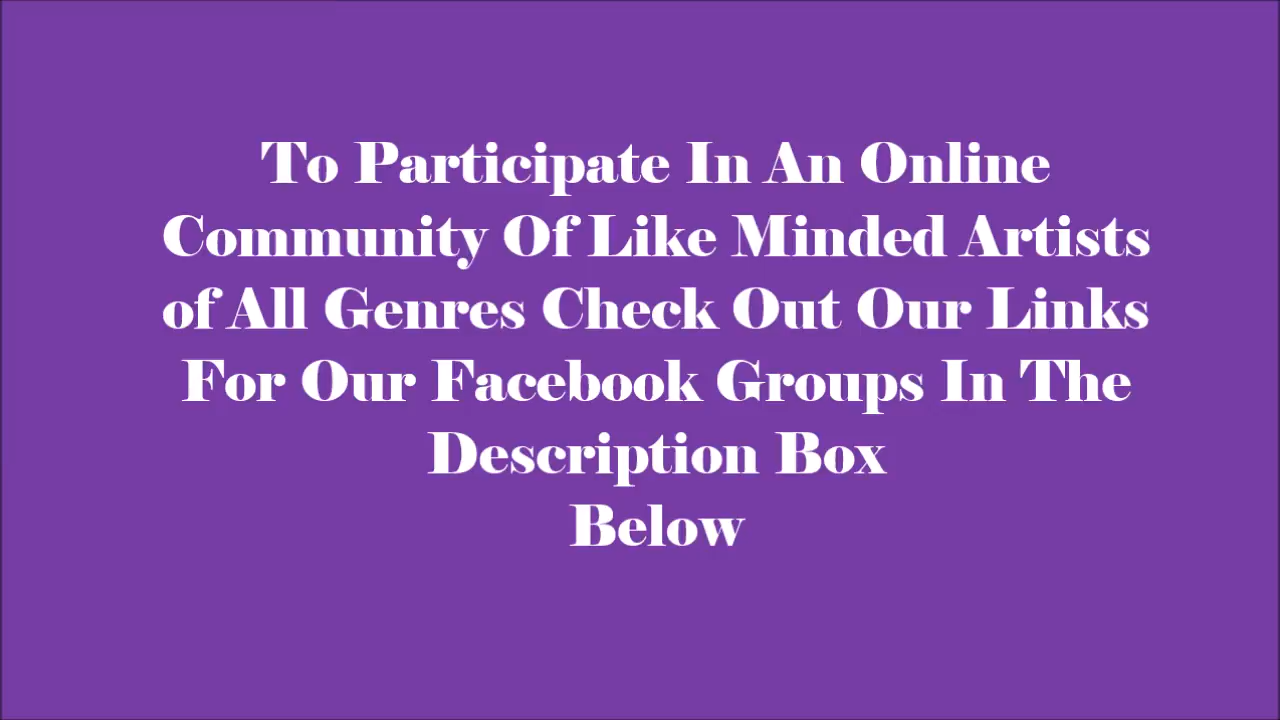 To Participate In An Online
Community Of Like Minded Artists
of All Genres Check Out Our Links
For Our Facebook Groups In The
Description Box
Below